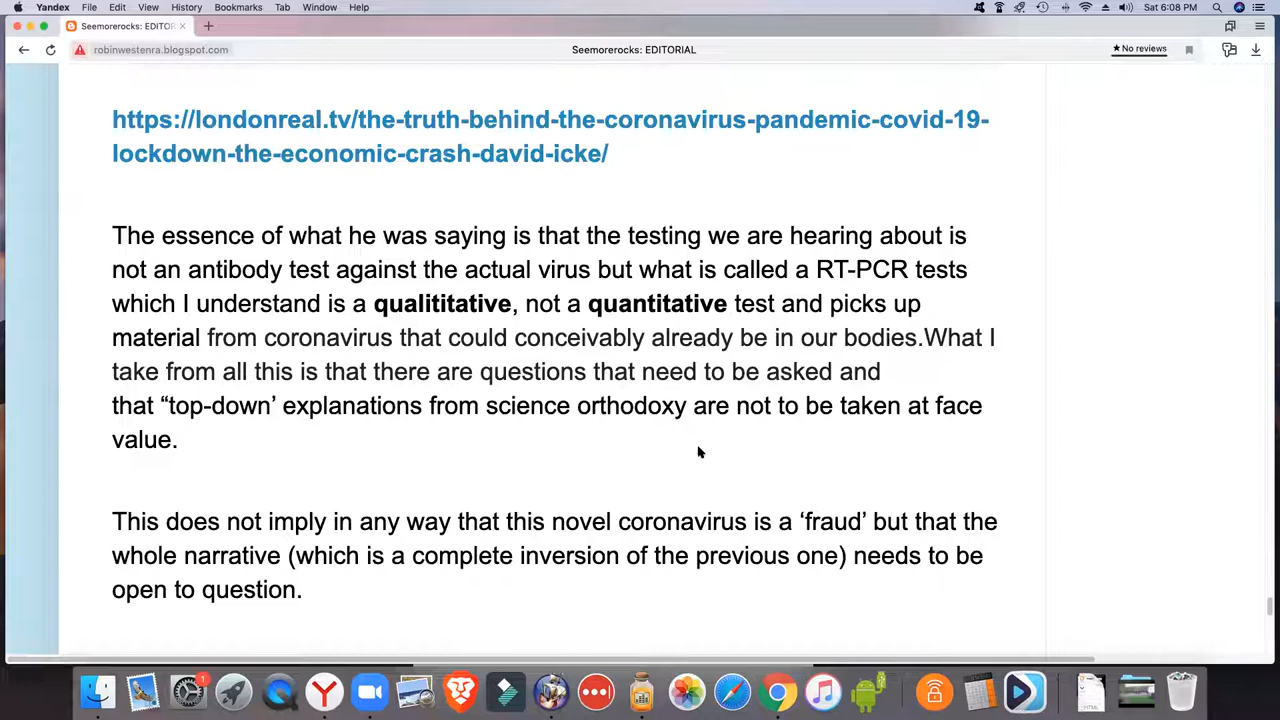 Yandex File Edit View History Bookmarks Tab Window Help Sat 6:08 PM
Seemorerocks: EDITOR
robinwestenra.blogspot.com Seemorerocks: EDITORIAL ★ No reviews
https://londonreal.tv/the-truth-behind-the-coronavirus-pandemic-covid-19-
lockdown-the-economic-crash-david-icke/
The essence of what he was saying is that the testing we are hearing about is
not an antibody test against the actual virus but what is called a RT-PCR tests
which I understand is a qualititative, not a quantitative test and picks up
material from coronavirus that could conceivably already be in our bodies.What I
take from all this is that there are questions that need to be asked and
that “top-down’ explanations from science orthodoxy are not to be taken at face
value.
This does not imply in any way that this novel coronavirus is a ‘fraud’ but that the
whole narrative (which is a complete inversion of the previous one) needs to be
open to question.
1
HTML